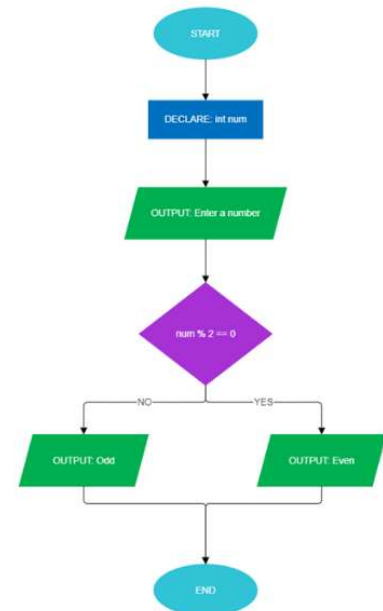 START
DECLARE: int num
OUTPUT: Enter a number
num % 2 == 0
NO
YES
OUTPUT: Odd
OUTPUT: Even
END